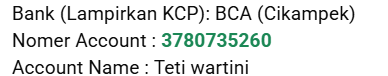 Bank (Lampirkan KCP): BCA (Cikampek)
Nomer Account : 3780735260
Account Name : Teti wartini